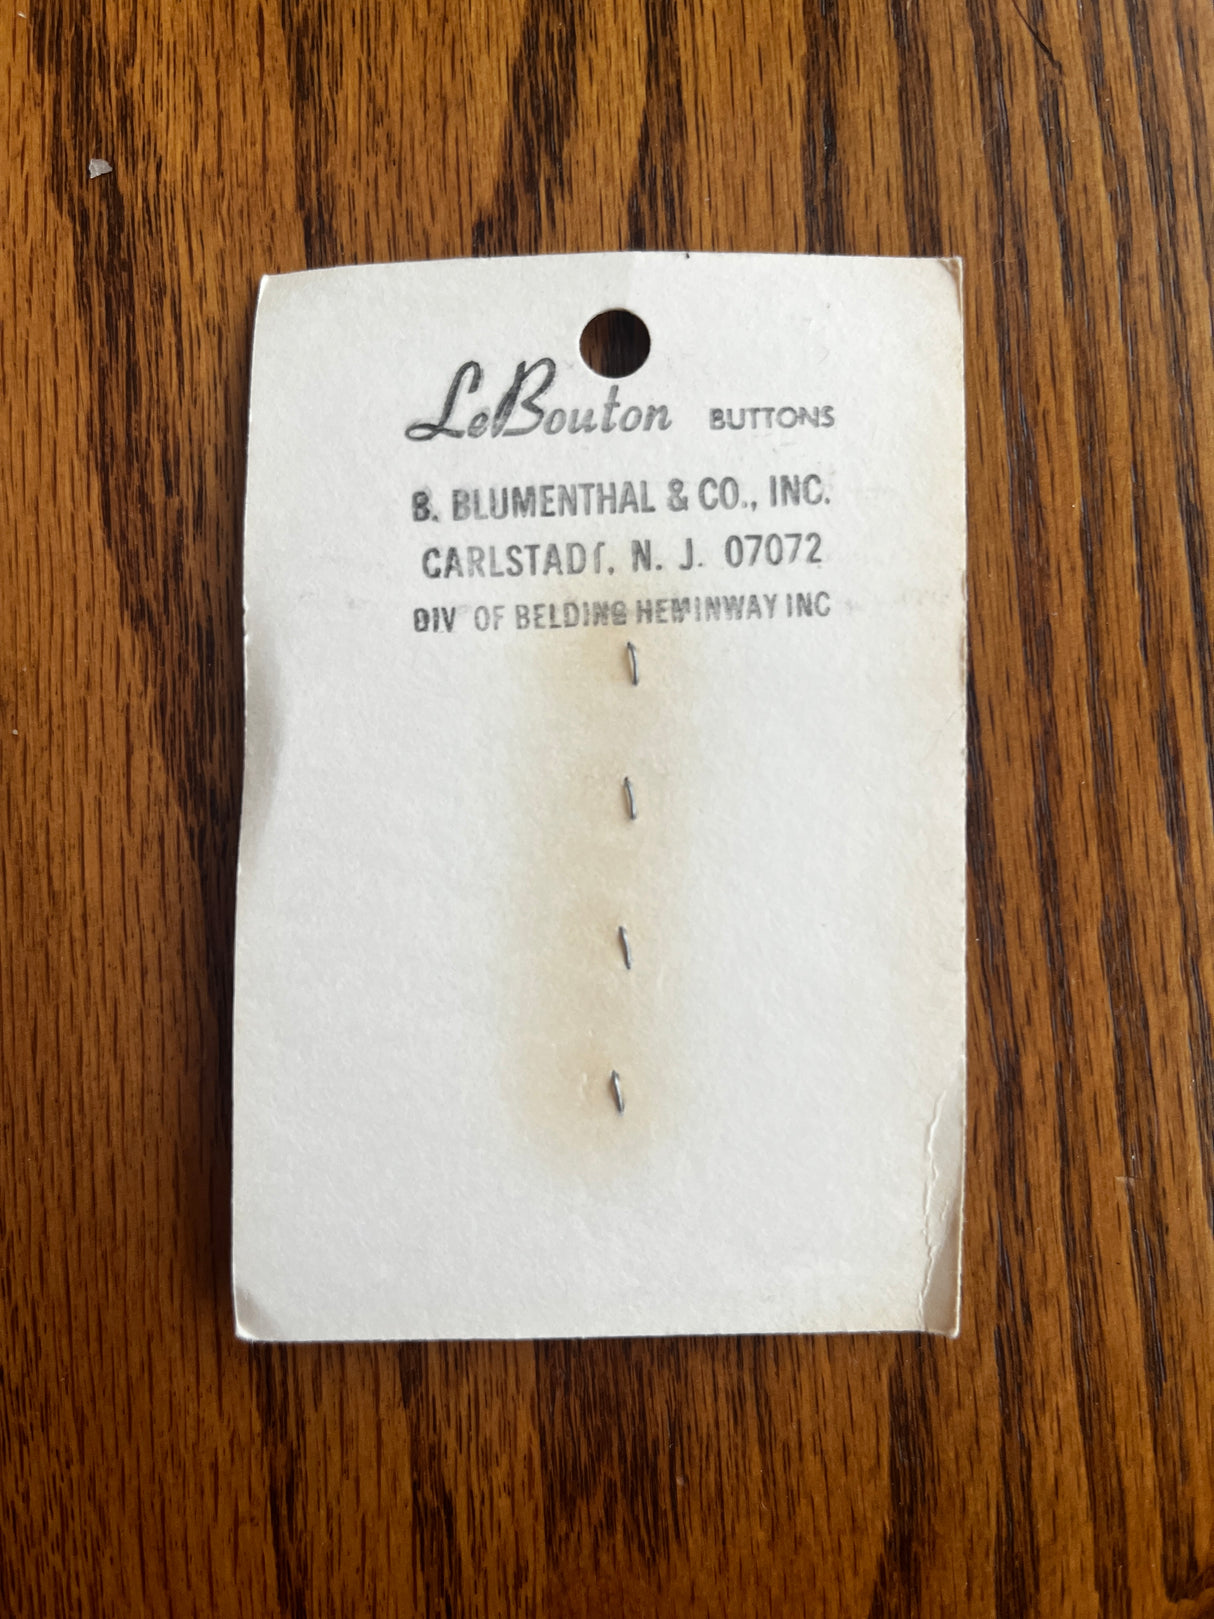 LeBouton BUTTONS
B. BLUMENTHAL & CO., INC.
CARLSTADT, N. J. 07072
DIV OF BELDING HEMINWAY INC